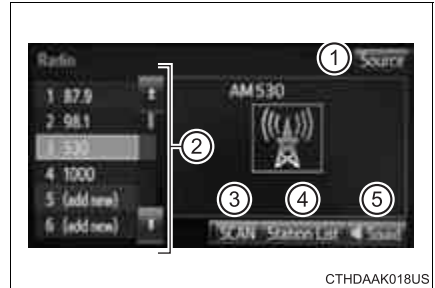 Radio
1 Source
1 87.9
AM 530
2 98.1
3 530
2
4 1000
5 (add new)
6 (add new)
3 4 5
SCAN Station List Sound
CTHDAAK018US